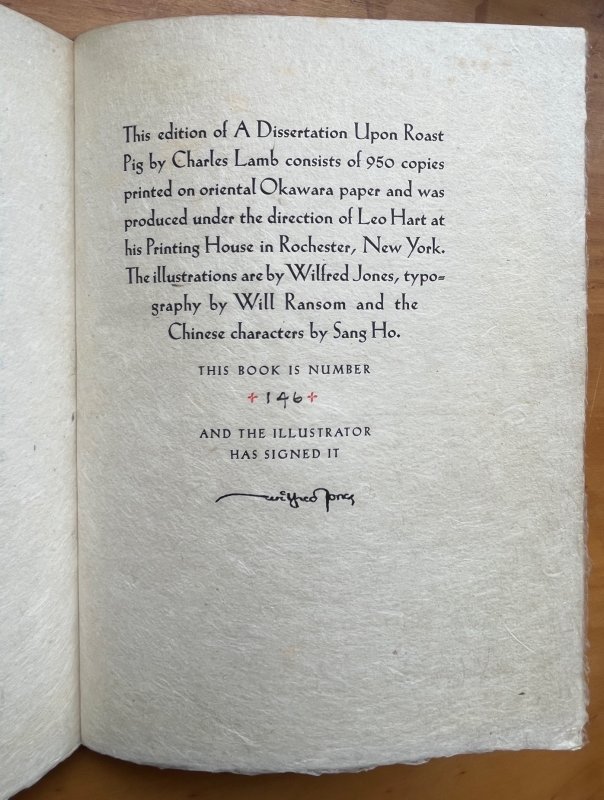 This edition of A Dissertation Upon Roast
Pig by Charles Lamb consists of 950 copies
printed on oriental Okawara paper and was
produced under the direction of Leo Hart at
his Printing House in Rochester, New York.
The illustrations are by Wilfred Jones, typo=
graphy by Will Ransom and the
Chinese characters by Sang Ho.
THIS BOOK IS NUMBER
+146+
AND THE ILLUSTRATOR
HAS SIGNED IT
Wilfred Jones